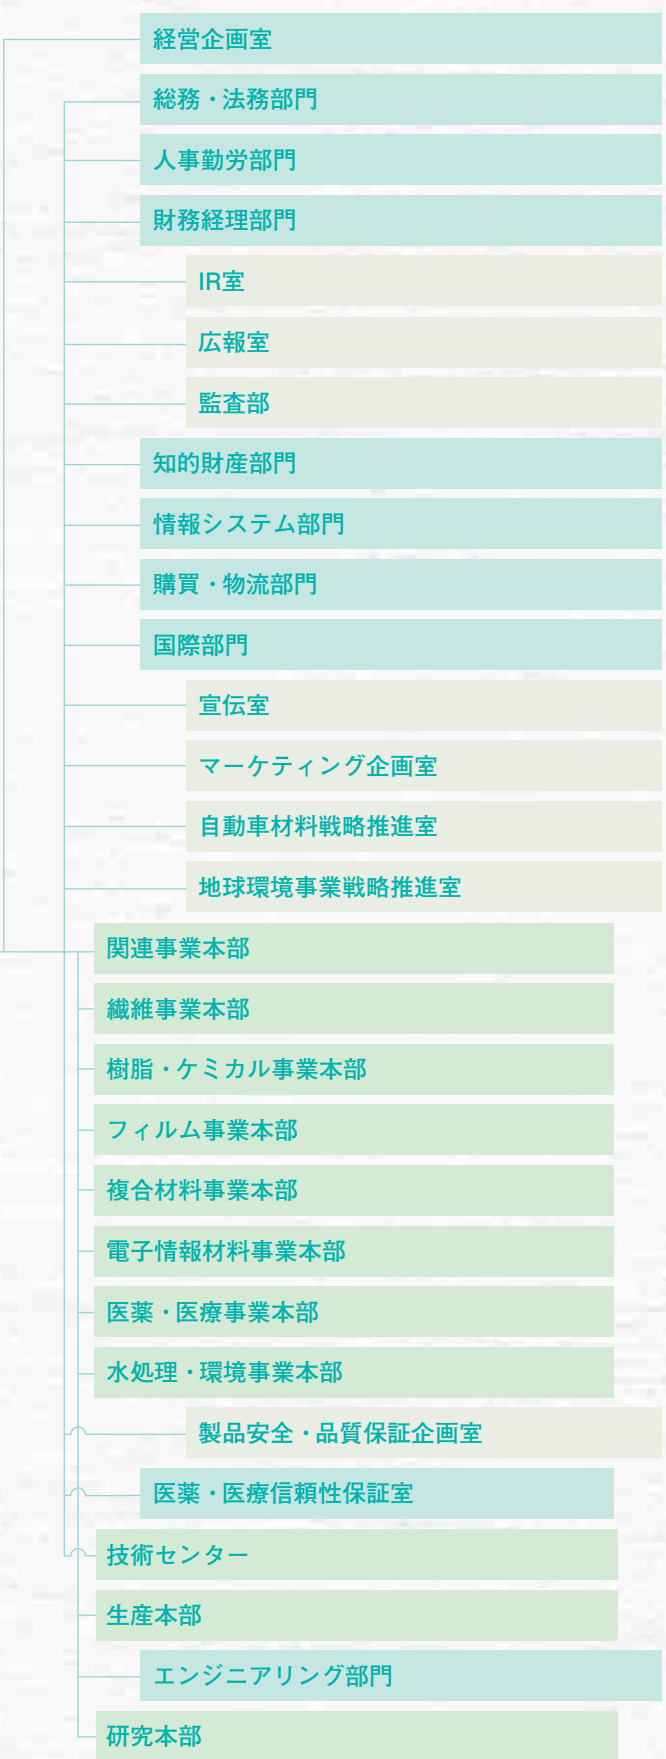 経営企画室
総務・法務部門
人事勤労部門
財務経理部門
IR室
広報室
監査部
知的財産部門
情報システム部門
購買・物流部門
国際部門
宣伝室
マーケティング企画室
自動車材料戦略推進室
地球環境事業戦略推進室
関連事業本部
繊維事業本部
樹脂・ケミカル事業本部
フィルム事業本部
複合材料事業本部
電子情報材料事業本部
医薬・医療事業本部
水処理・環境事業本部
製品安全・品質保証企画室
医薬・医療信頼性保証室
技術センター
生産本部
エンジニアリング部門
研究本部